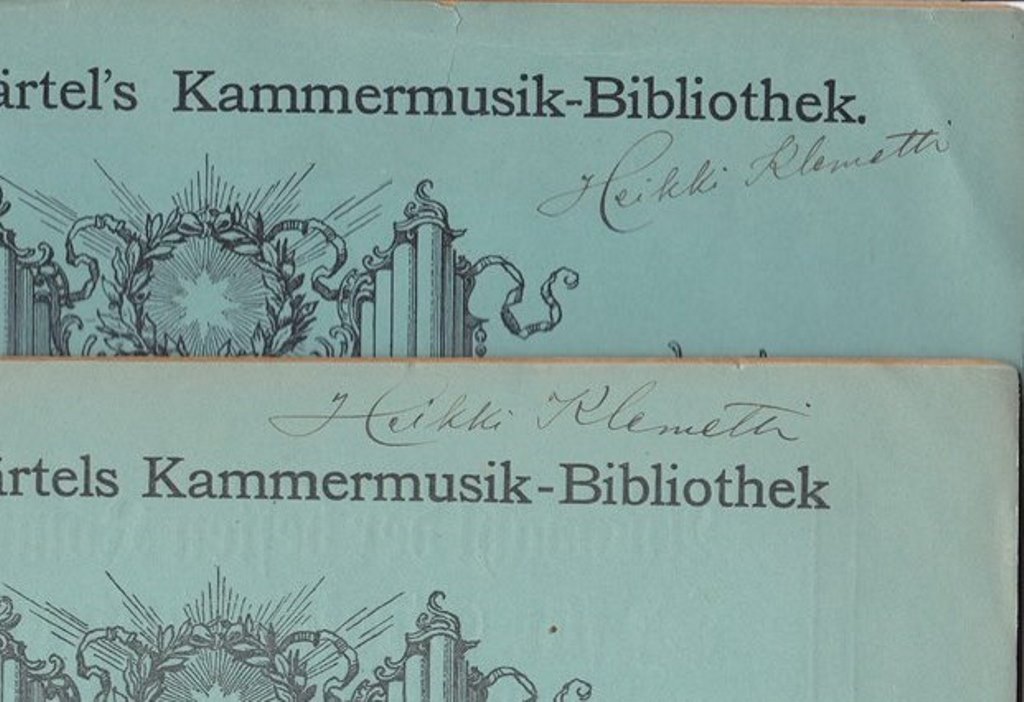 ärtel's Kammermusik-Bibliothek.
Heikki Klemetti
Heikki Klemetti
ärtels Kammermusik-Bibliothek